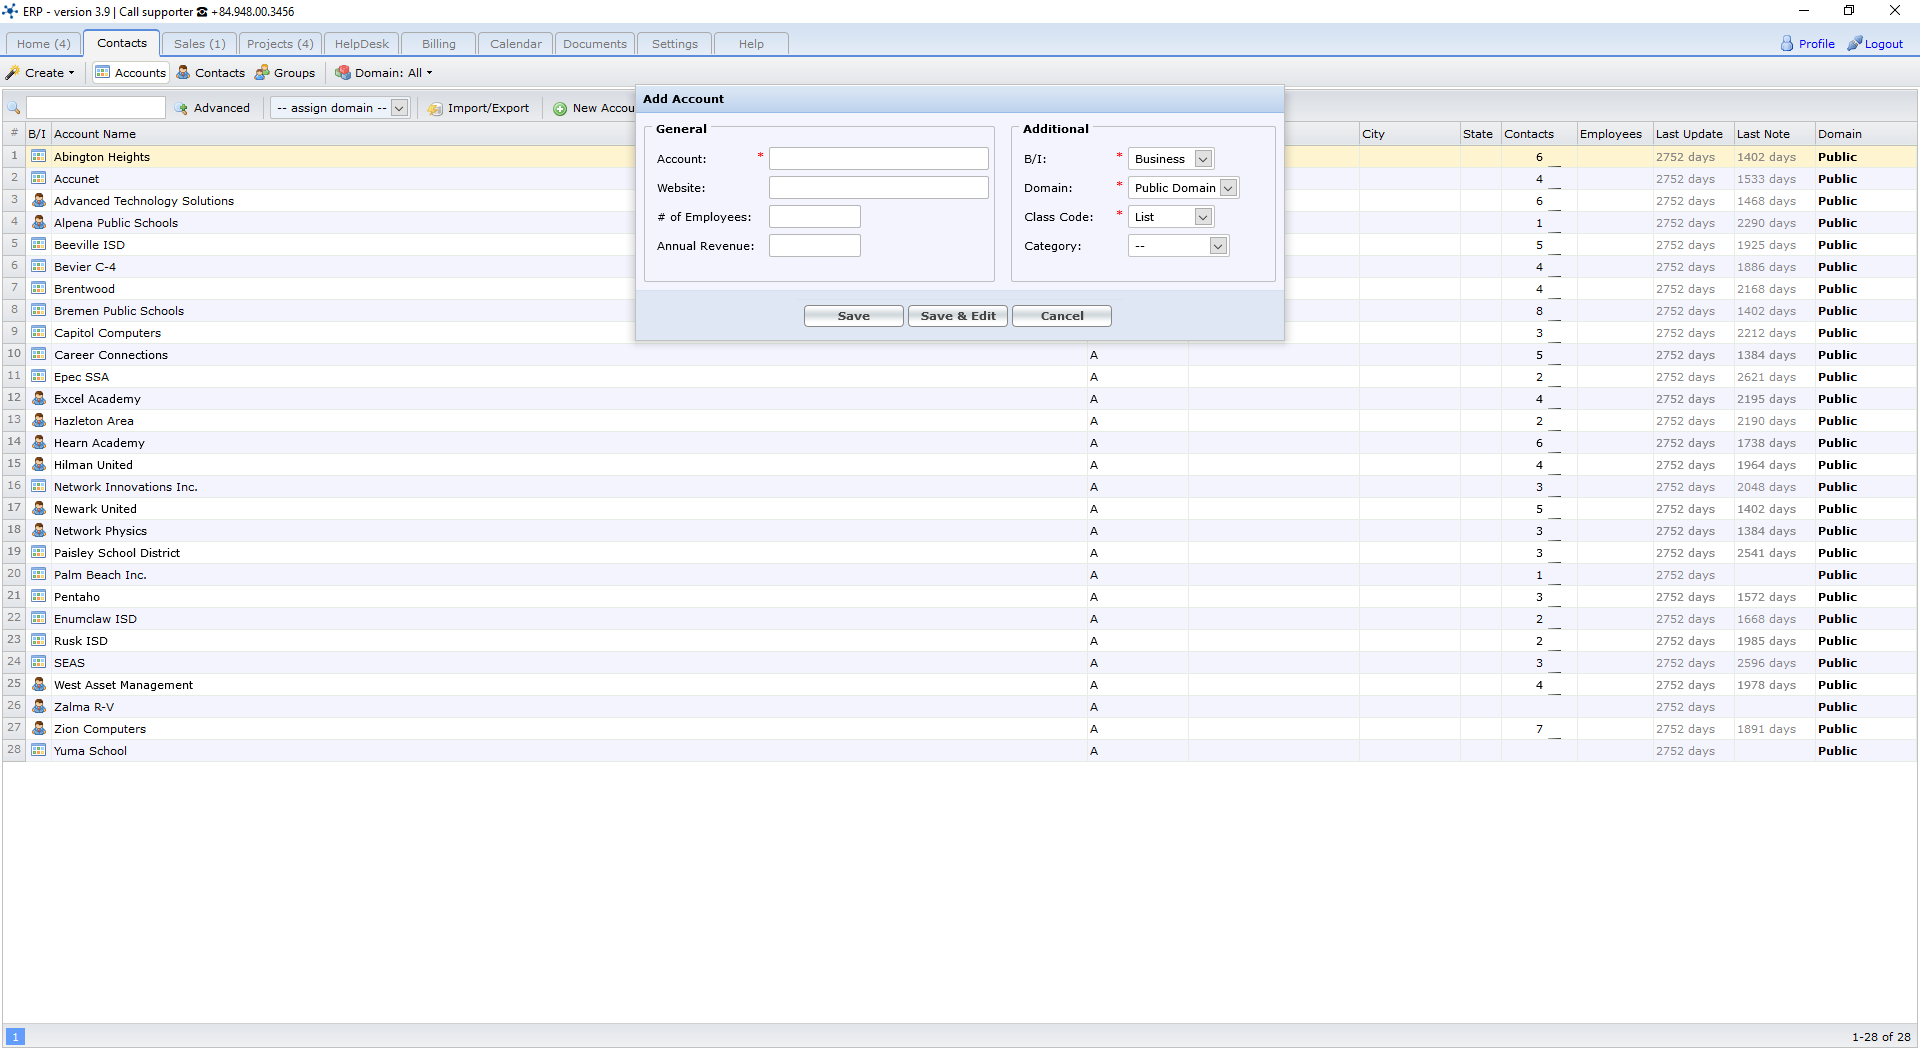 ERP - version 3.9 | Call supporter ☎ +84.948.00.3456
Home (4) Contacts Sales (1) Projects (4) HelpDesk Billing Calendar Documents Settings Help Profile Logout
Create Accounts Contacts Groups Domain: All
Advanced -- assign domain -- Import/Export New Accou
Add Account
General
Account: *
Website:
# of Employees:
Annual Revenue:
Additional
B/I: * Business
Domain: * Public Domain
Class Code: * List
Category: --
Save Save & Edit Cancel
# B/I Account Name City State Contacts Employees Last Update Last Note Domain
1 Abington Heights 6 2752 days 1402 days Public
2 Accunet 4 2752 days 1533 days Public
3 Advanced Technology Solutions 6 2752 days 1468 days Public
4 Alpena Public Schools 1 2752 days 2290 days Public
5 Beeville ISD 5 2752 days 1925 days Public
6 Bevier C-4 4 2752 days 1886 days Public
7 Brentwood 4 2752 days 2168 days Public
8 Bremen Public Schools 8 2752 days 1402 days Public
9 Capitol Computers 3 2752 days 2212 days Public
10 Career Connections A 5 2752 days 1384 days Public
11 Epec SSA A 2 2752 days 2621 days Public
12 Excel Academy A 4 2752 days 2195 days Public
13 Hazleton Area A 2 2752 days 2190 days Public
14 Hearn Academy A 6 2752 days 1738 days Public
15 Hilman United A 4 2752 days 1964 days Public
16 Network Innovations Inc. A 3 2752 days 2048 days Public
17 Newark United A 5 2752 days 1402 days Public
18 Network Physics A 3 2752 days 1384 days Public
19 Paisley School District A 3 2752 days 2541 days Public
20 Palm Beach Inc. A 1 2752 days Public
21 Pentaho A 3 2752 days 1572 days Public
22 Enumclaw ISD A 2 2752 days 1668 days Public
23 Rusk ISD A 2 2752 days 1985 days Public
24 SEAS A 3 2752 days 2596 days Public
25 West Asset Management A 4 2752 days 1978 days Public
26 Zalma R-V A 2752 days Public
27 Zion Computers A 7 2752 days 1891 days Public
28 Yuma School A 2752 days Public
1 1-28 of 28